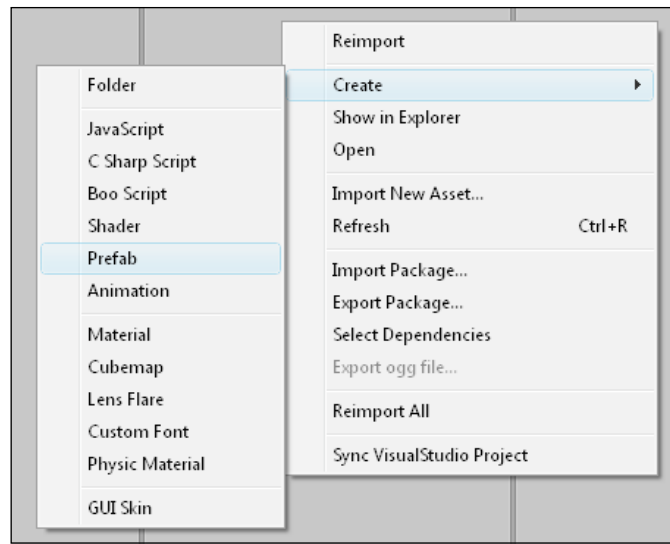 Reimport
Create
Show in Explorer
Open
Import New Asset...
Refresh Ctrl+R
Import Package...
Export Package...
Select Dependencies
Export ogg file...
Reimport All
Sync VisualStudio Project
Folder
JavaScript
C Sharp Script
Boo Script
Shader
Prefab
Animation
Material
Cubemap
Lens Flare
Custom Font
Physic Material
GUI Skin